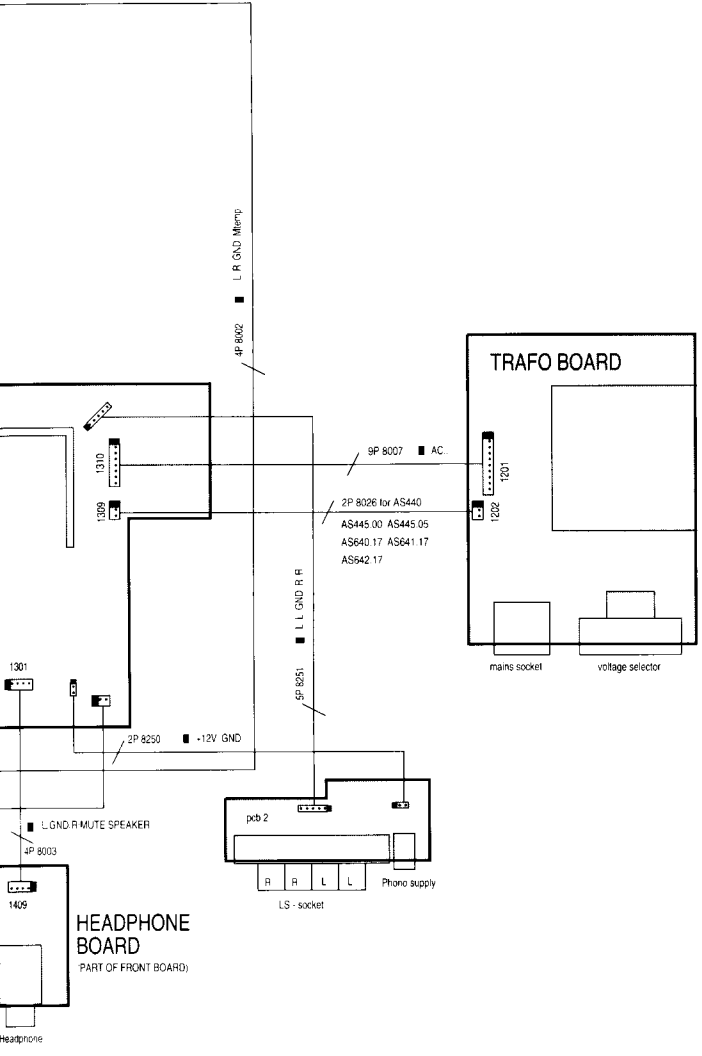 L R GND Mtemp
4P 8002
TRAFO BOARD
9P 8007 AC..
1310
1201
2P 8026 for AS440
1309
1202
AS445.00 AS445.05
AS640.17 AS641.17
AS642.17
L L GND R R
5P 8251
mains socket
voltage selector
1301
2P 8250 +12V GND
pcb 2
L.GND.R MUTE SPEAKER
4P 8003
R R L L
Phono supply
LS - socket
1409
HEADPHONE
BOARD
(PART OF FRONT BOARD)
Headphone